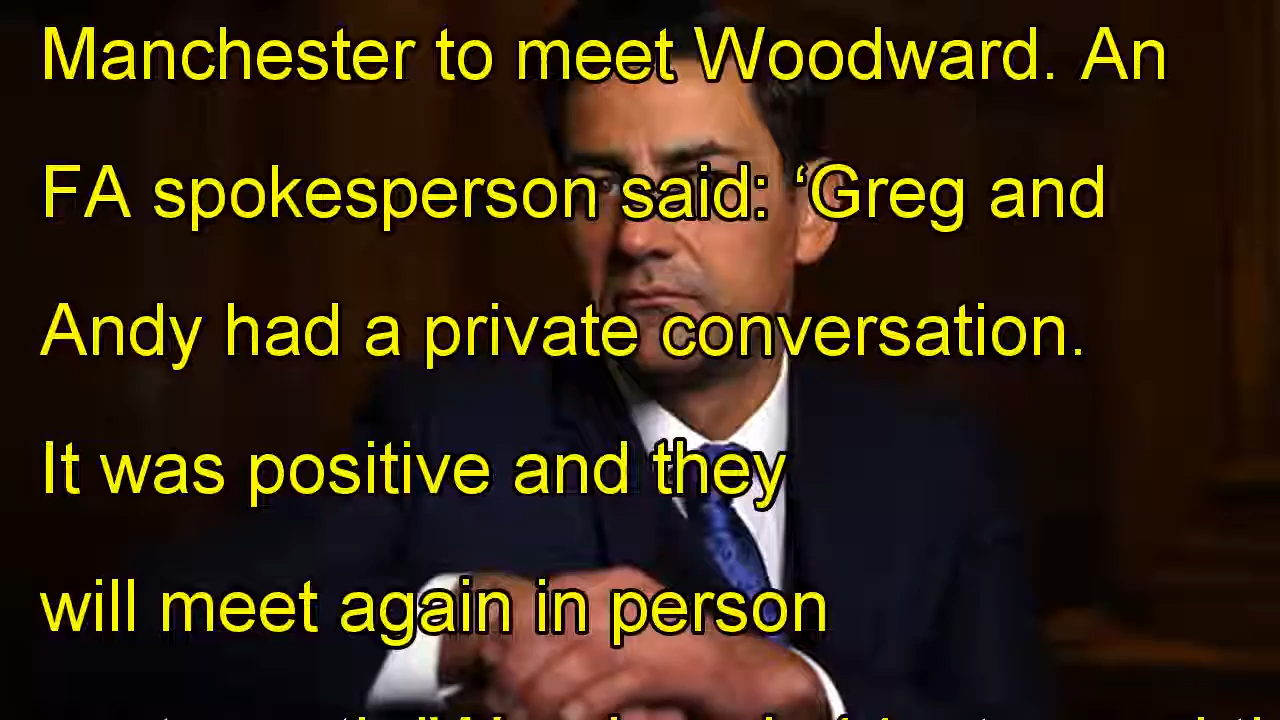 Manchester to meet Woodward. An
FA spokesperson said: ‘Greg and
Andy had a private conversation.
It was positive and they
will meet again in person